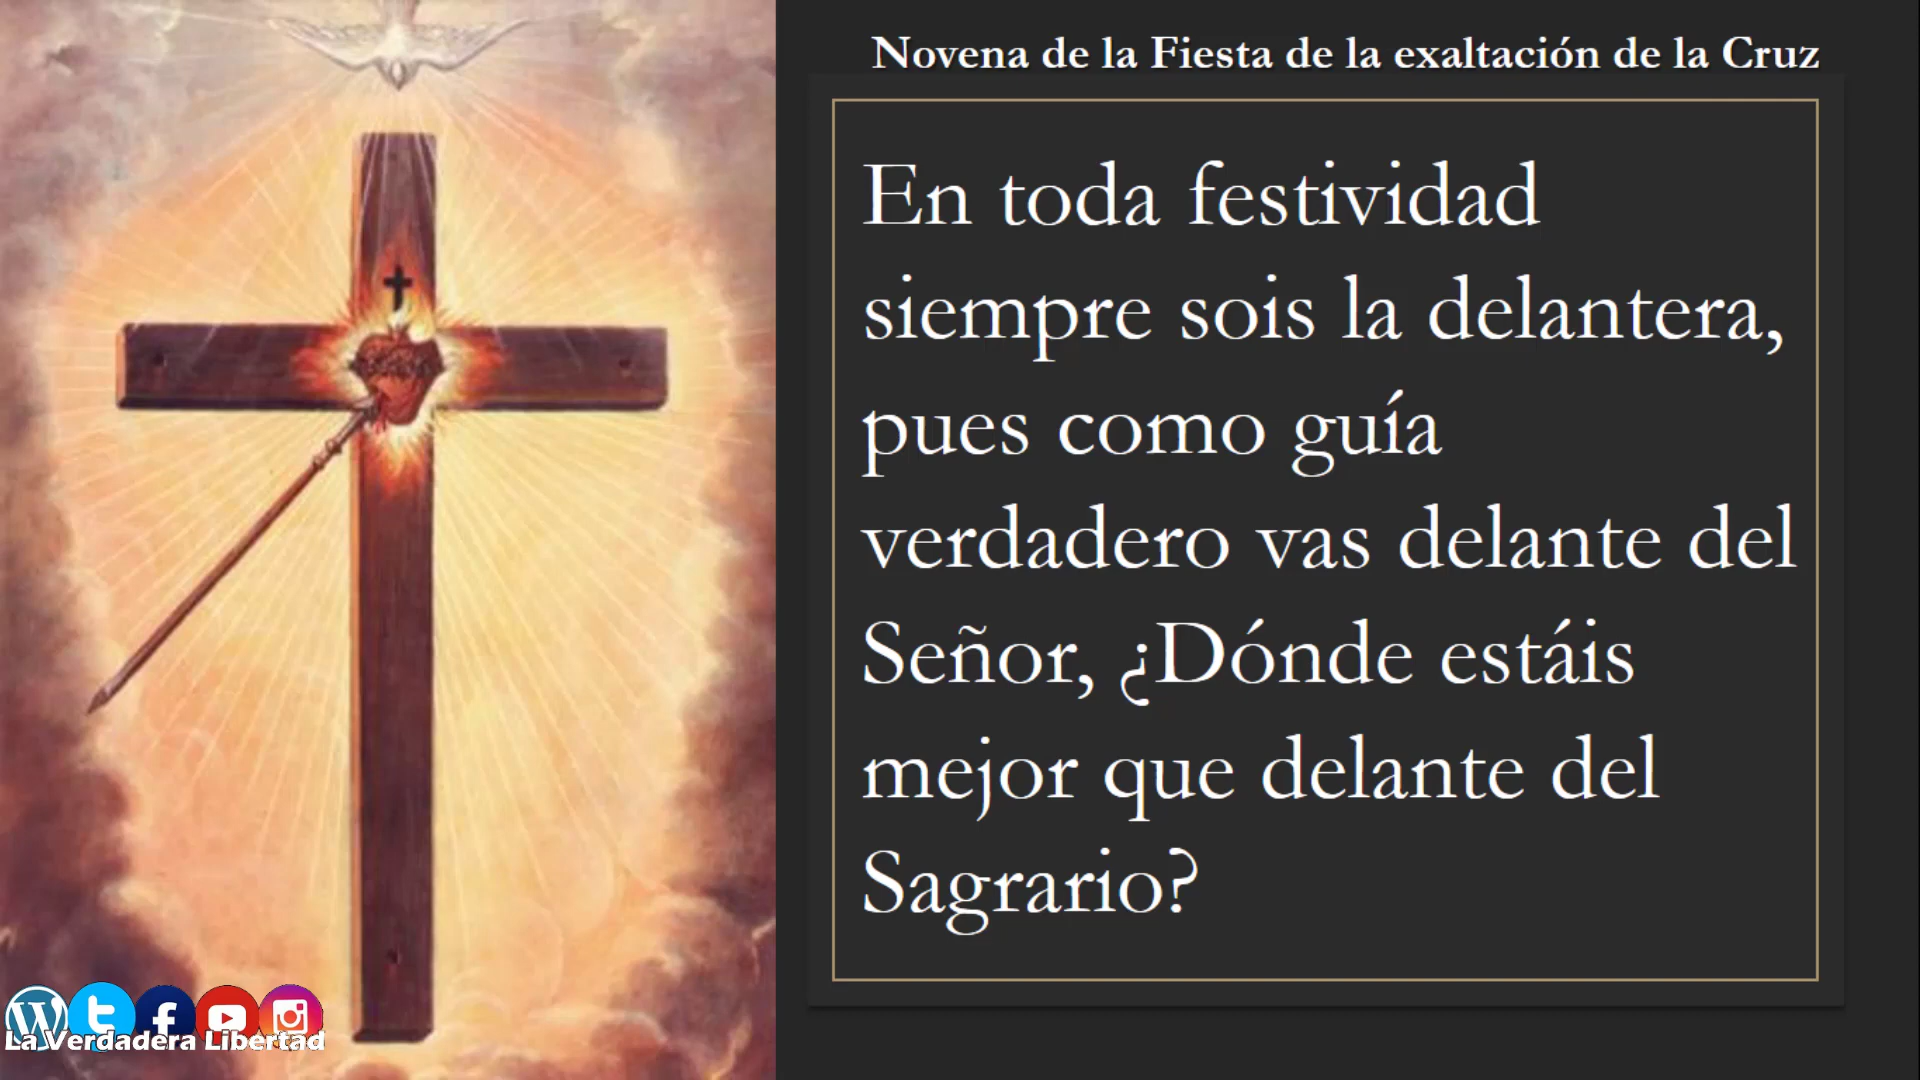 Novena de la Fiesta de la exaltación de la Cruz
En toda festividad
siempre sois la delantera,
pues como guía
verdadero vas delante del
Señor, ¿Dónde estáis
mejor que delante del
Sagrario?
La Verdadera Libertad